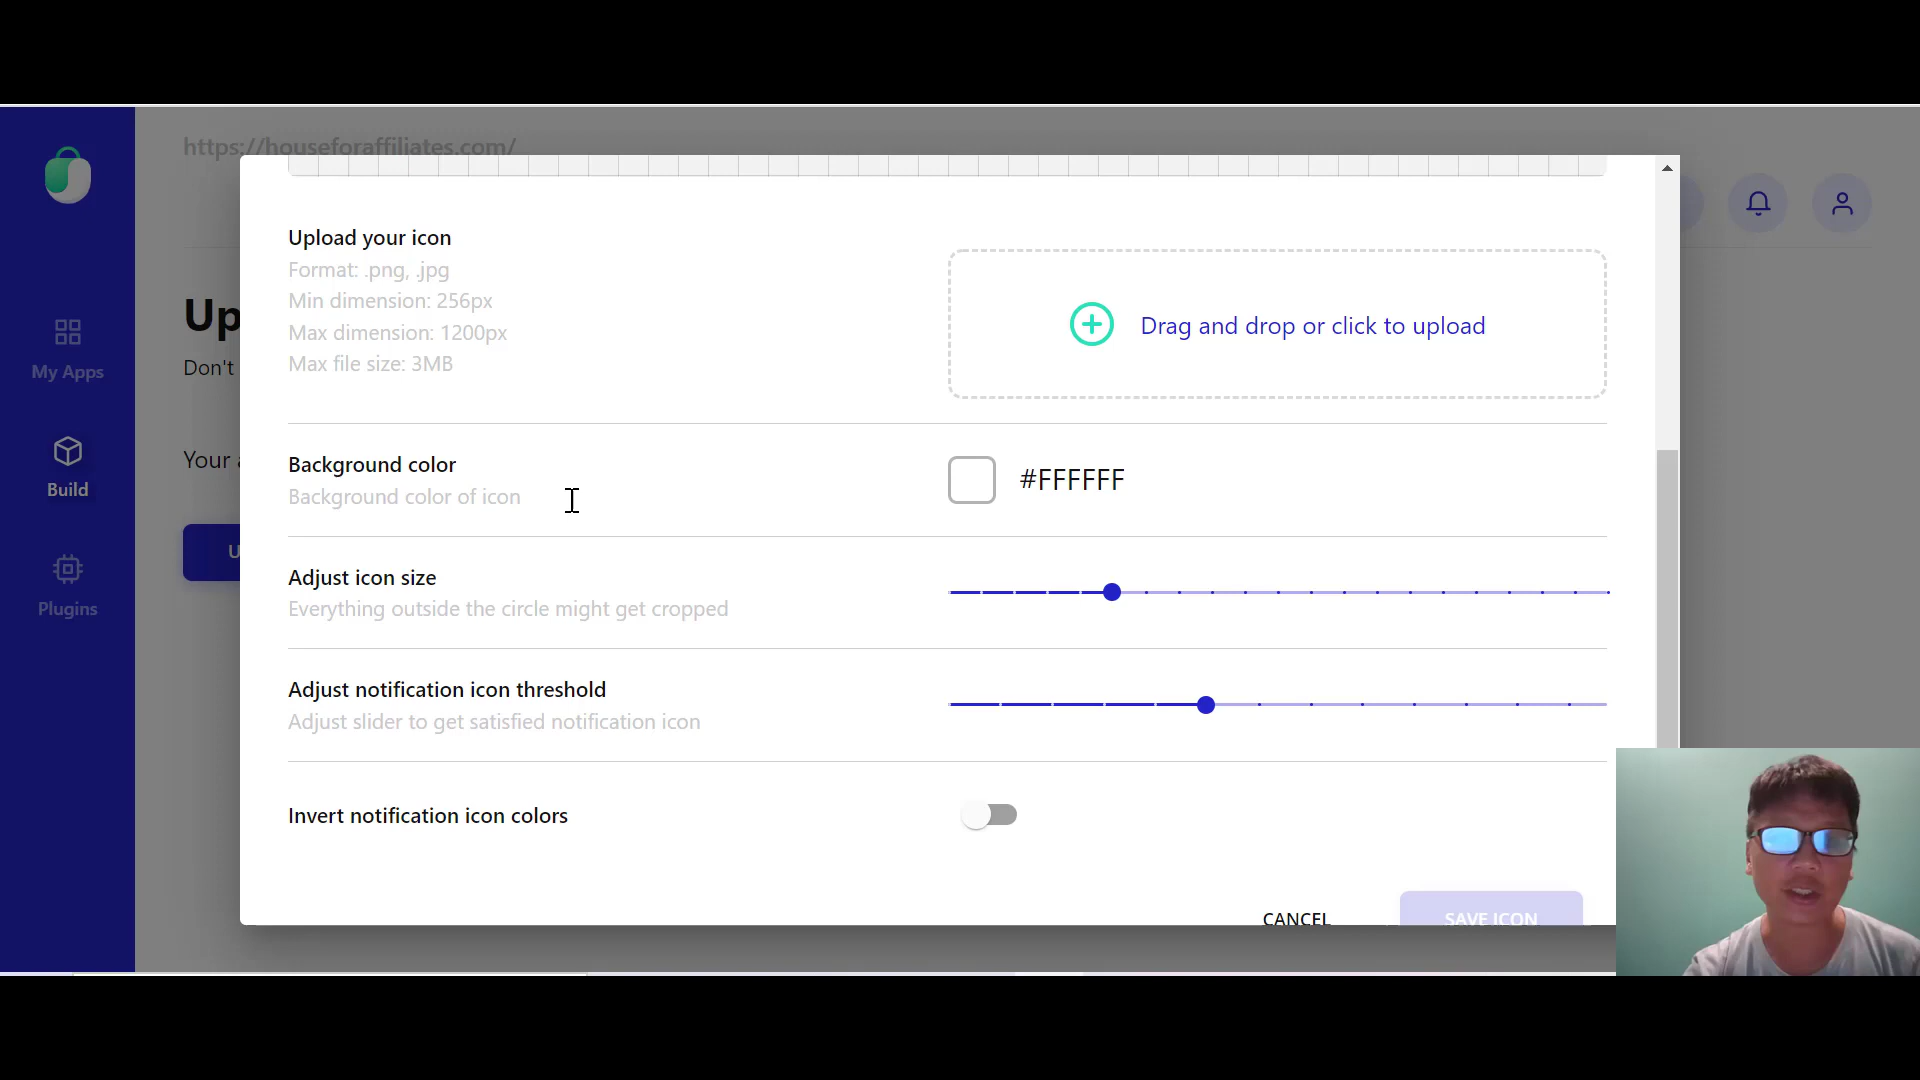 https://houseforaffiliates.com/
Up
Don't
Your
U
My Apps
Build
Plugins
Upload your icon
Format: .png, .jpg
Min dimension: 256px
Max dimension: 1200px
Max file size: 3MB
Drag and drop or click to upload
Background color
Background color of icon
#FFFFFF
Adjust icon size
Everything outside the circle might get cropped
Adjust notification icon threshold
Adjust slider to get satisfied notification icon
Invert notification icon colors
CANCEL
SAVE ICON